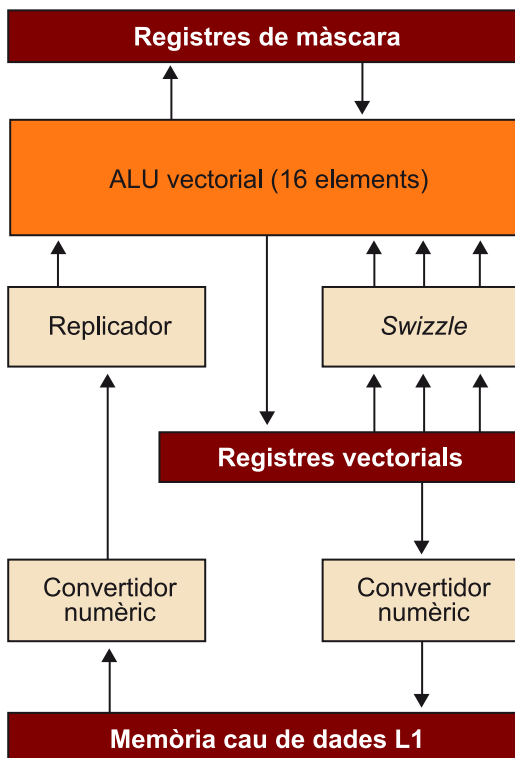 Registres de màscara
ALU vectorial (16 elements)
Replicador
Swizzle
Registres vectorials
Convertidor
numèric
Convertidor
numèric
Memòria cau de dades L1